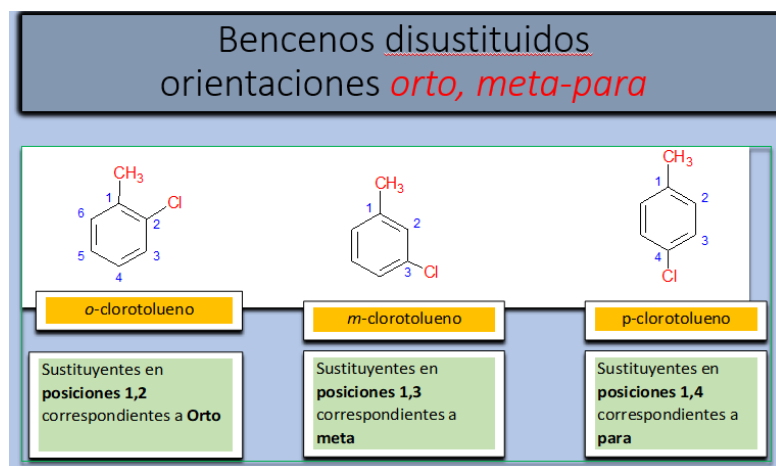 Bencenos disustituidos
orientaciones orto, meta-para
CH3
1
Cl
2
6
5
3
4
CH3
1
2
3
Cl
CH3
1
2
3
4
Cl
o-clorotolueno
m-clorotolueno
p-clorotolueno
Sustituyentes en
posiciones 1,2
correspondientes a Orto
Sustituyentes en
posiciones 1,3
correspondientes a
meta
Sustituyentes en
posiciones 1,4
correspondientes a
para